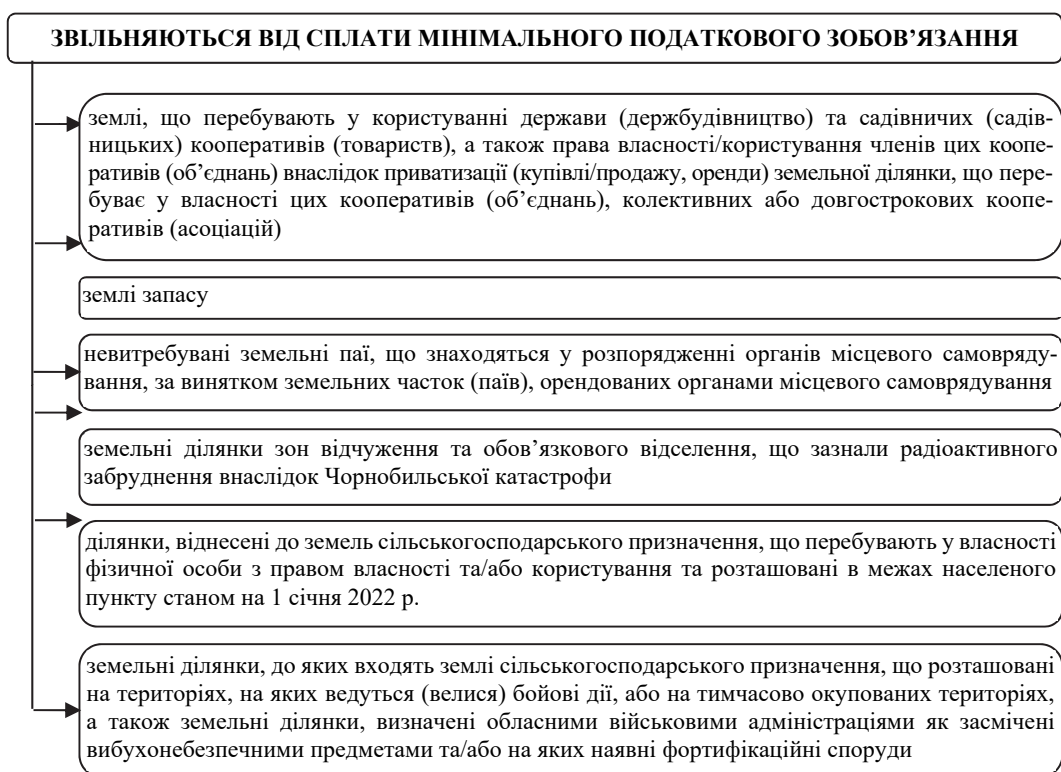 ЗВІЛЬНЯЮТЬСЯ ВІД СПЛАТИ МІНІМАЛЬНОГО ПОДАТКОВОГО ЗОБОВ’ЯЗАННЯ
землі, що перебувають у користуванні держави (держбудівництво) та садівничих (садів-
ницьких) кооперативів (товариств), а також права власності/користування членів цих коопе-
ративів (об’єднань) внаслідок приватизації (купівлі/продажу, оренди) земельної ділянки, що пере-
буває у власності цих кооперативів (об’єднань), колективних або довгострокових коопе-
ративів (асоціацій)
землі запасу
невитребувані земельні паї, що знаходяться у розпорядженні органів місцевого самовряду-
вання, за винятком земельних часток (паїв), орендованих органами місцевого самоврядування
земельні ділянки зон відчуження та обов’язкового відселення, що зазнали радіоактивного
забруднення внаслідок Чорнобильської катастрофи
ділянки, віднесені до земель сільськогосподарського призначення, що перебувають у власності
фізичної особи з правом власності та/або користування та розташовані в межах населеного
пункту станом на 1 січня 2022 р.
земельні ділянки, до яких входять землі сільськогосподарського призначення, що розташовані
на територіях, на яких ведуться (велися) бойові дії, або на тимчасово окупованих територіях,
а також земельні ділянки, визначені обласними військовими адміністраціями як засмічені
вибухонебезпечними предметами та/або на яких наявні фортифікаційні споруди